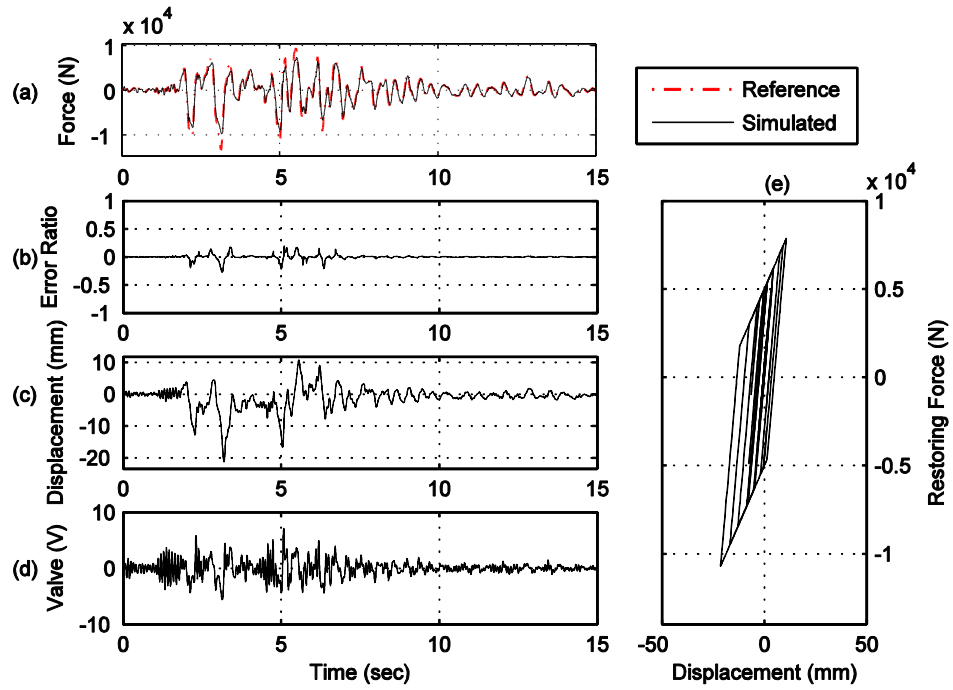 x 10^4
1
0
-1
(a)
Force (N)
0
5
10
15
Reference
Simulated
1
0.5
0
-0.5
-1
(b)
Error Ratio
0
5
10
15
10
0
-10
-20
(c)
Displacement (mm)
0
5
10
15
10
0
-10
(d)
Valve (V)
0
5
10
15
Time (sec)
(e)
x 10^4
1
0.5
0
-0.5
-1
Restoring Force (N)
-50
0
50
Displacement (mm)